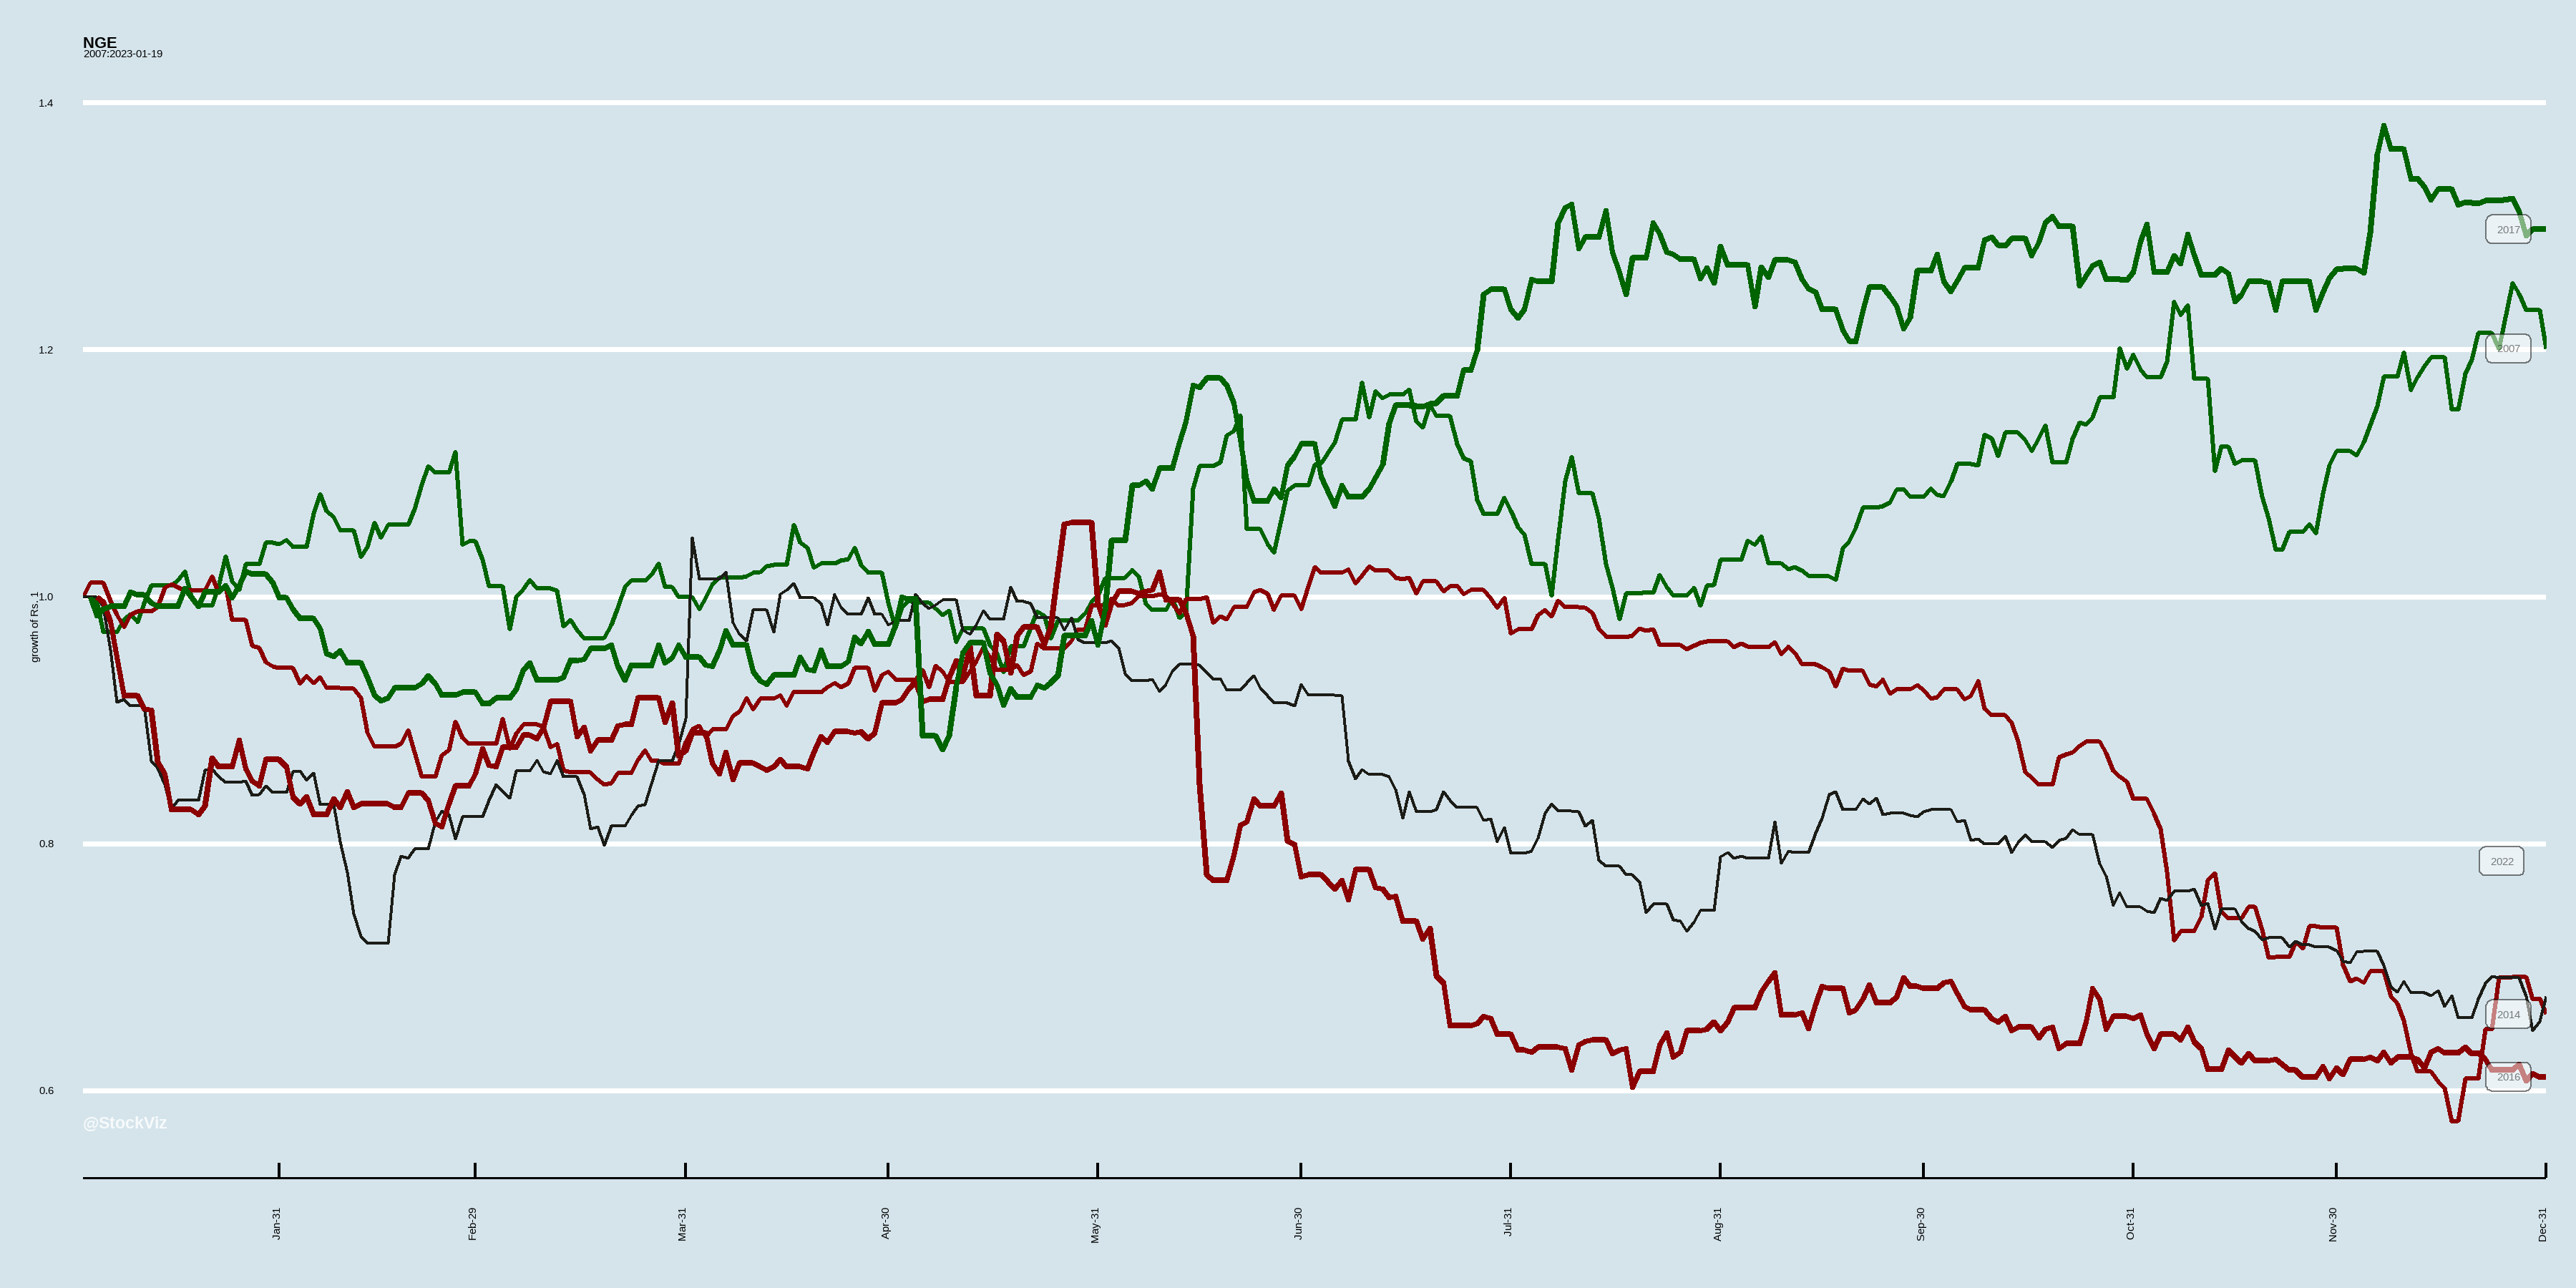 NGE
2007:2023-01-19
1.4
1.2
1.0
0.8
0.6
growth of Rs. 1
2017
2007
2022
2014
2016
@StockViz
Jan-31
Feb-29
Mar-31
Apr-30
May-31
Jun-30
Jul-31
Aug-31
Sep-30
Oct-31
Nov-30
Dec-31